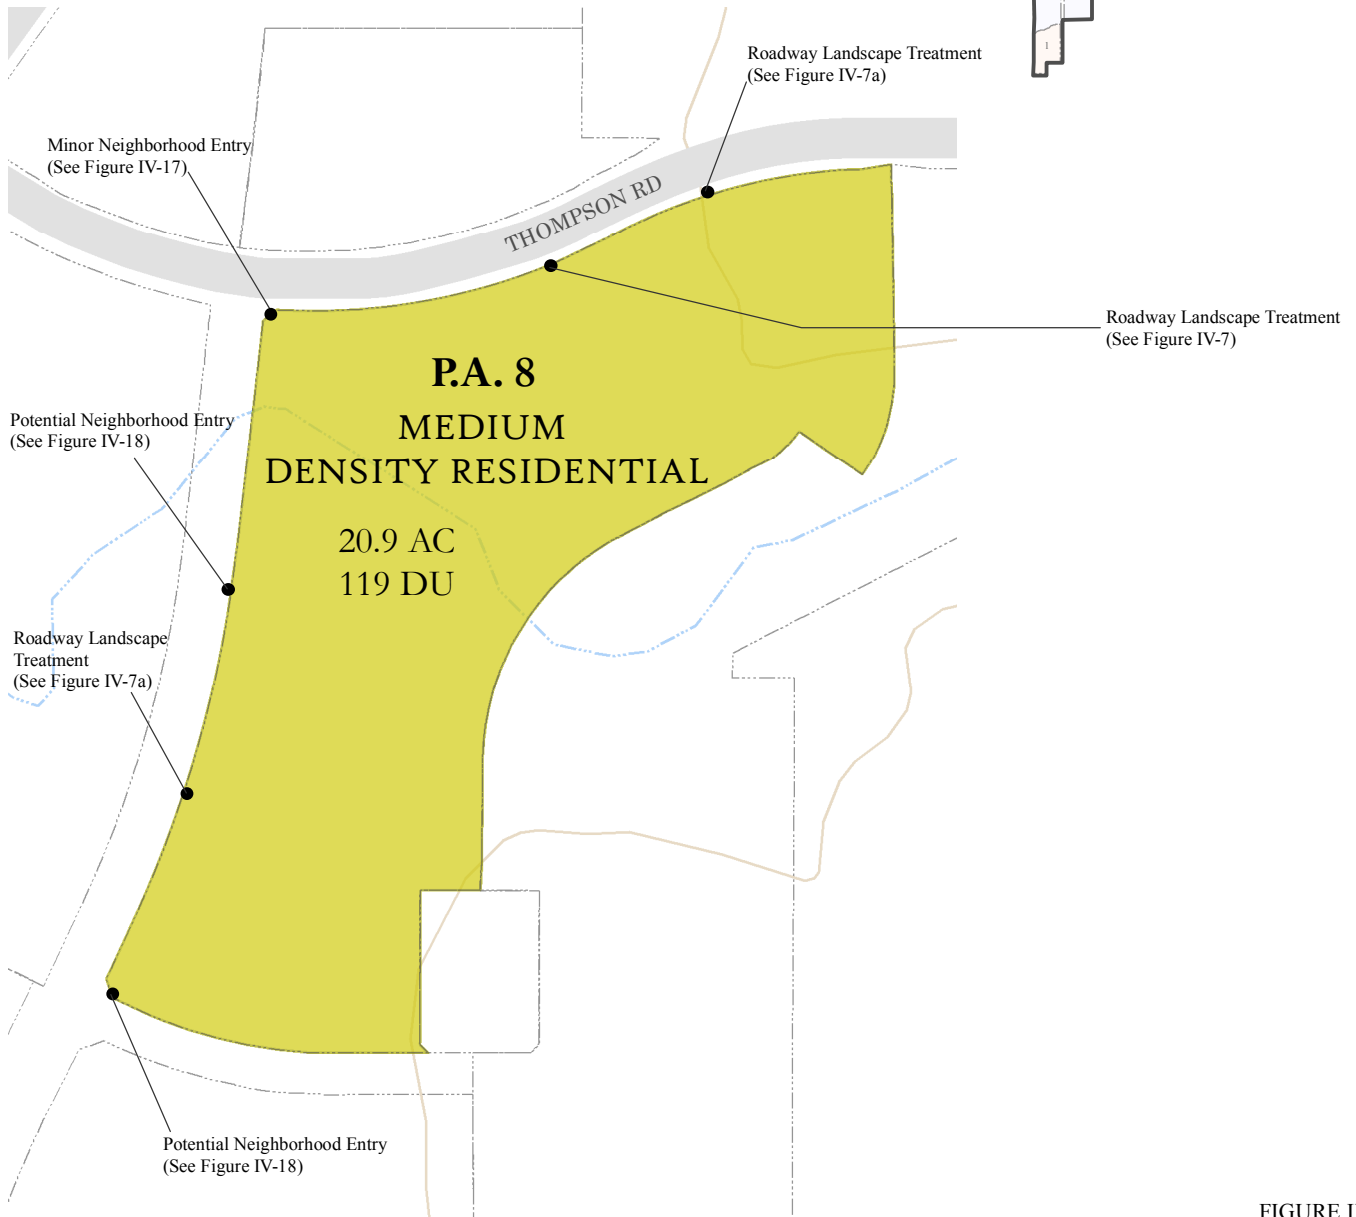 Roadway Landscape Treatment
(See Figure IV-7a)
1
Minor Neighborhood Entry
(See Figure IV-17)
THOMPSON RD
Roadway Landscape Treatment
(See Figure IV-7)
P.A. 8
MEDIUM
DENSITY RESIDENTIAL
20.9 AC
119 DU
Potential Neighborhood Entry
(See Figure IV-18)
Roadway Landscape
Treatment
(See Figure IV-7a)
Potential Neighborhood Entry
(See Figure IV-18)
FIGURE I